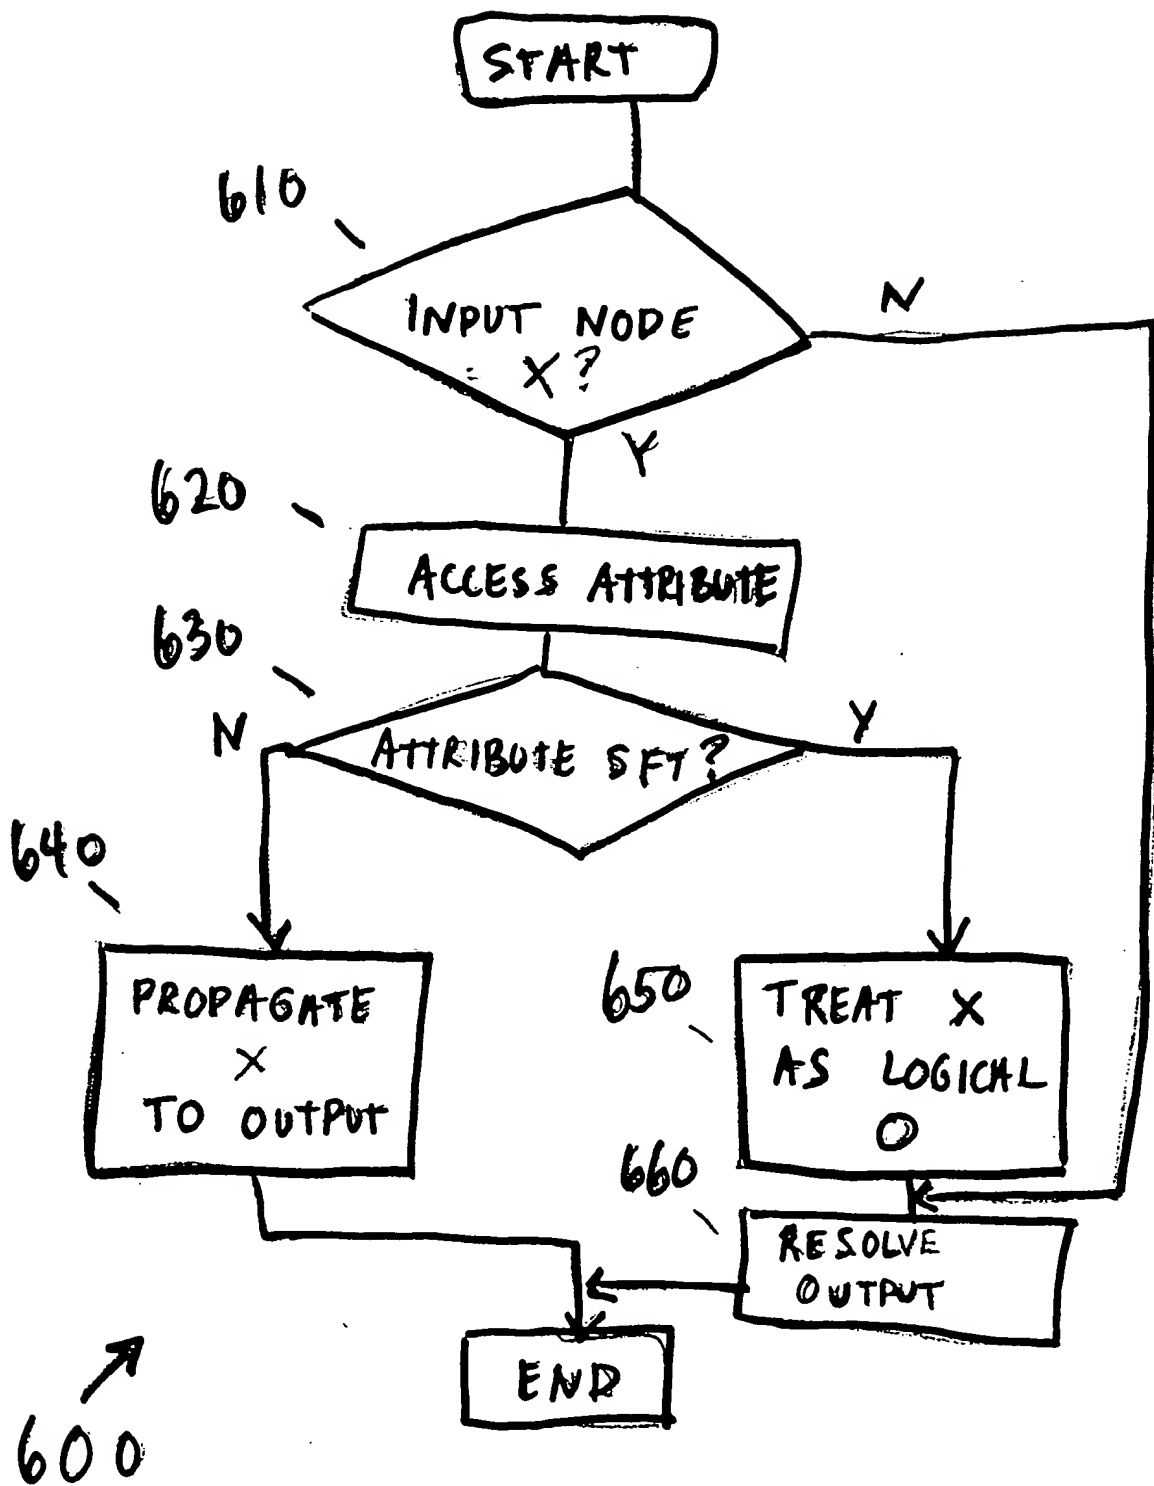 START
610
INPUT NODE
X?
N
Y
620
ACCESS ATTRIBUTE
630
N
ATTRIBUTE SET?
Y
640
PROPAGATE
X
TO OUTPUT
650
TREAT X
AS LOGICAL
0
660
RESOLVE
OUTPUT
END
600